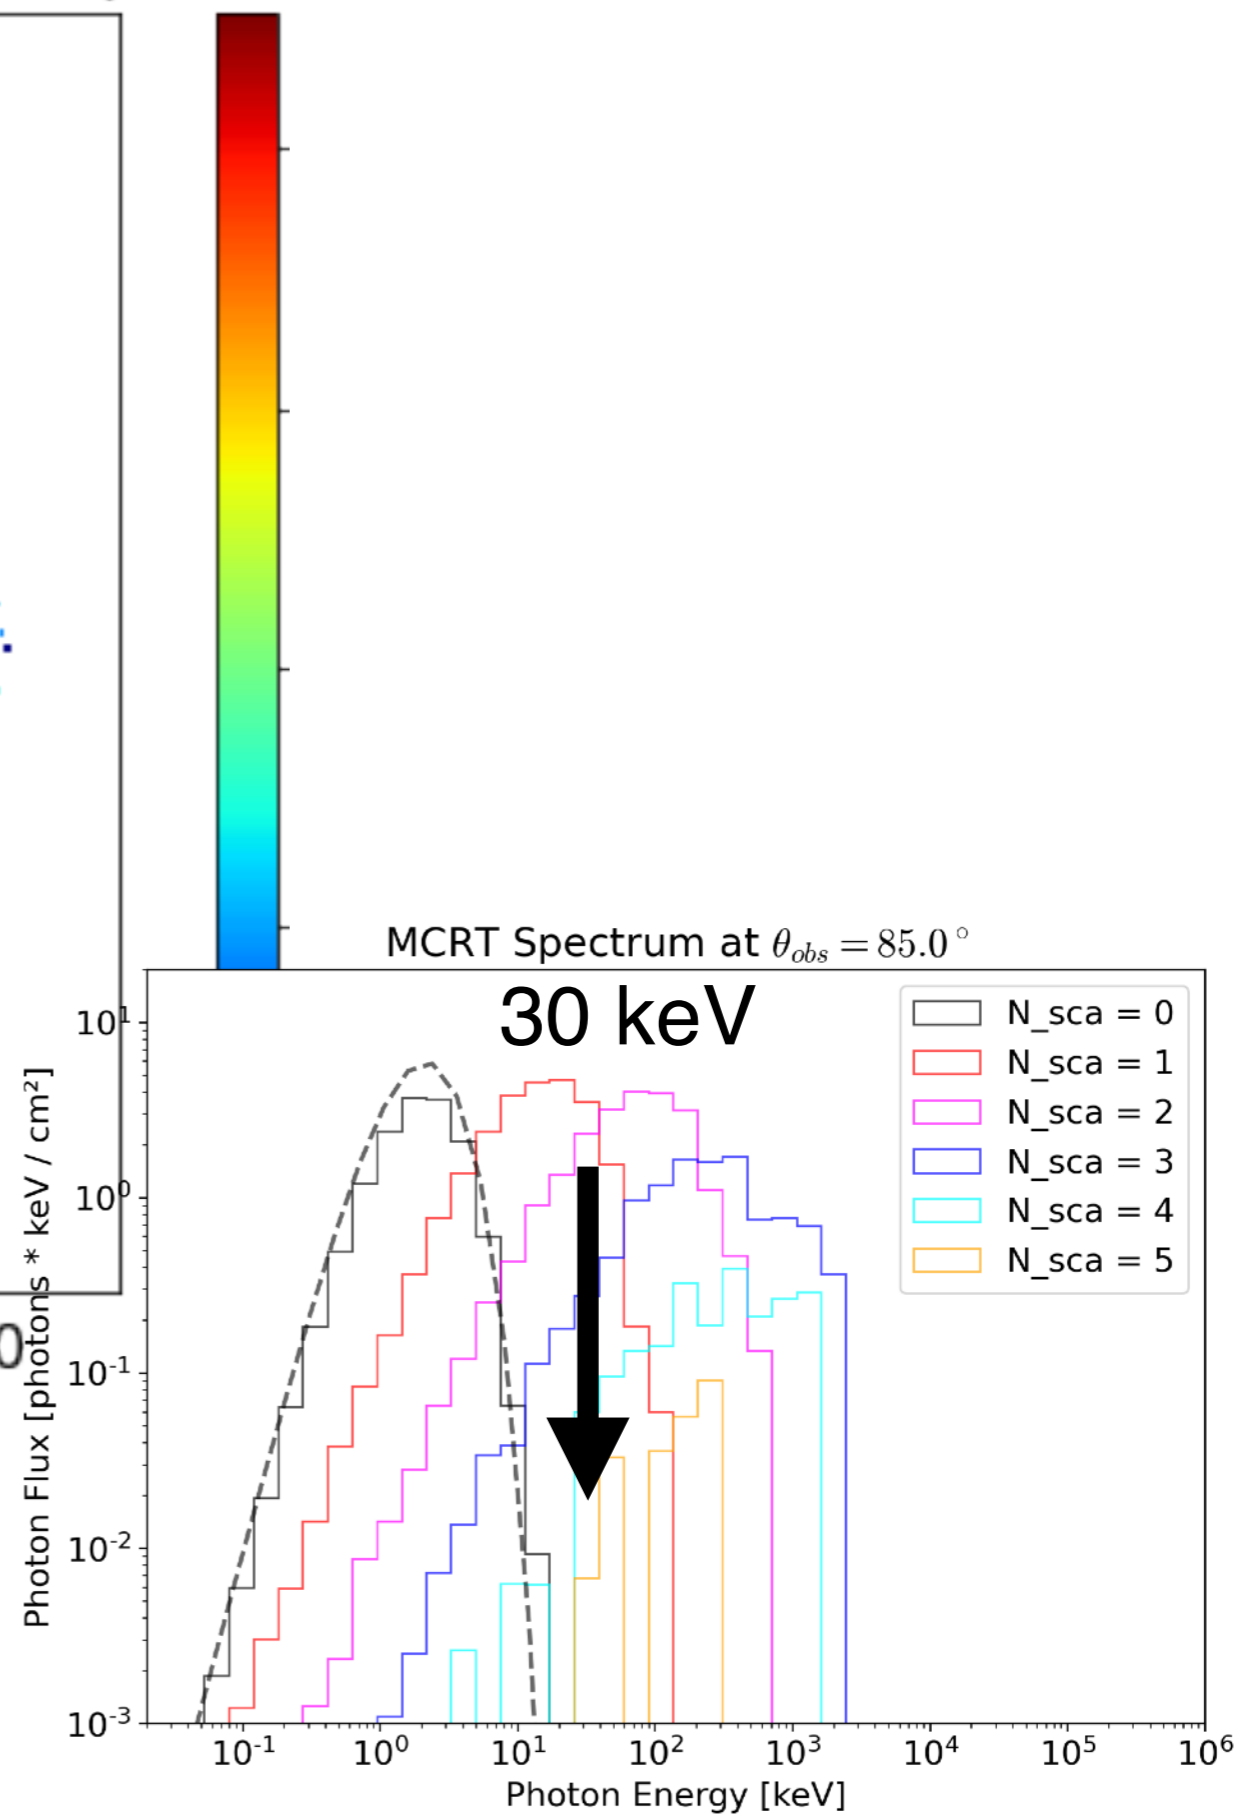 MCRT Spectrum at θobs = 85.0°
30 keV
N_sca = 0
N_sca = 1
N_sca = 2
N_sca = 3
N_sca = 4
N_sca = 5
Photon Flux [photons * keV / cm²]
10¹
10⁰
10⁻¹
10⁻²
10⁻³
0
10⁻¹ 10⁰ 10¹ 10² 10³ 10⁴ 10⁵ 10⁶
Photon Energy [keV]